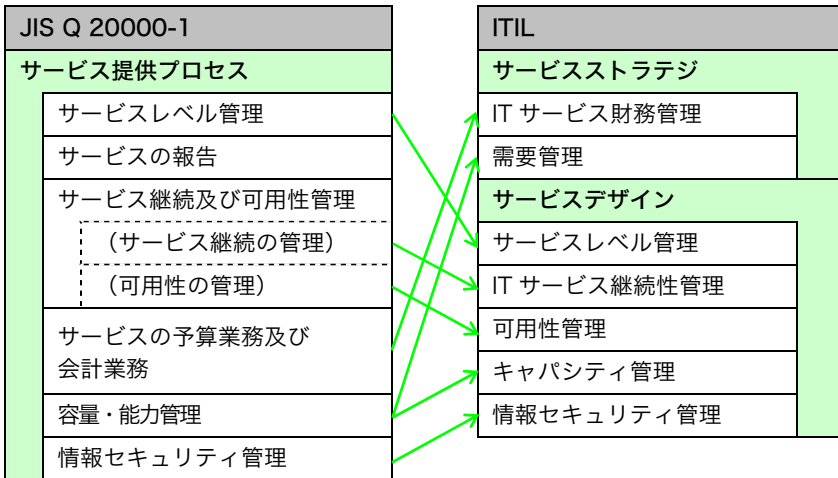 JIS Q 20000-1
サービス提供プロセス
サービスレベル管理
サービスの報告
サービス継続及び可用性管理
（サービス継続の管理）
（可用性の管理）
サービスの予算業務及び
会計業務
容量・能力管理
情報セキュリティ管理
ITIL
サービスストラテジ
IT サービス財務管理
需要管理
サービスデザイン
サービスレベル管理
IT サービス継続性管理
可用性管理
キャパシティ管理
情報セキュリティ管理